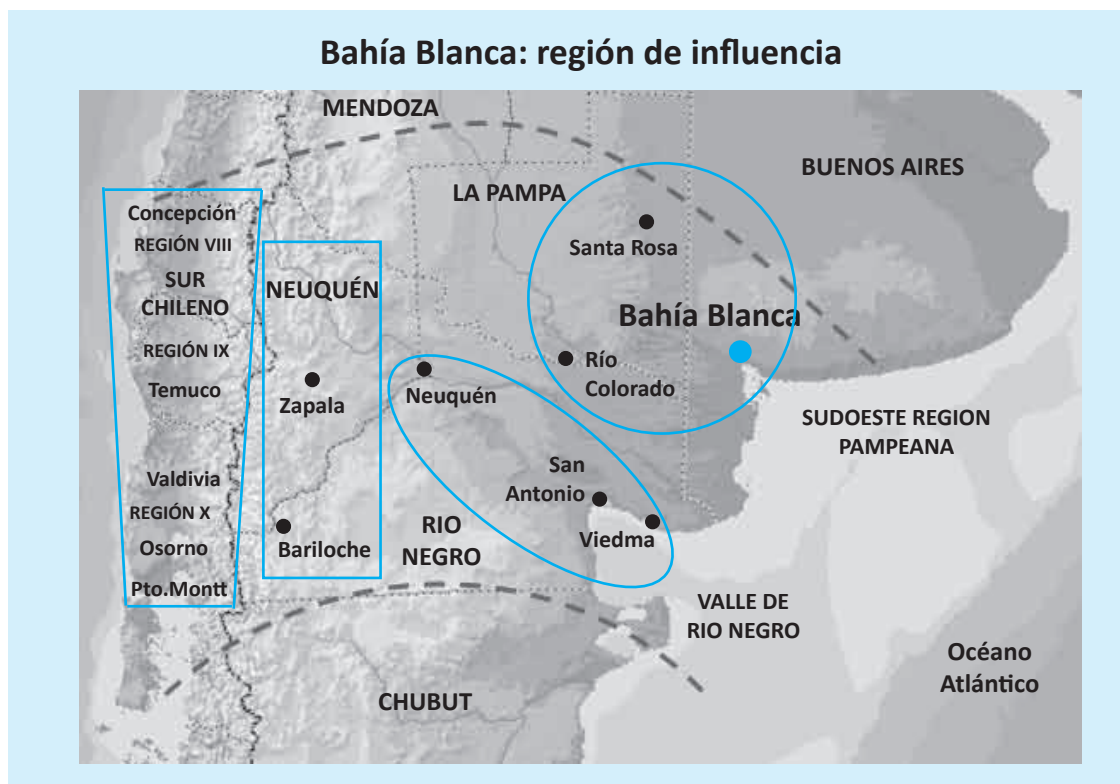 Bahía Blanca: región de influencia
MENDOZA
BUENOS AIRES
LA PAMPA
Concepción
REGIÓN VIII
SUR
CHILENO
REGIÓN IX
Temuco
Valdivia
REGIÓN X
Osorno
Pto.Montt
NEUQUÉN
Zapala
Bariloche
Santa Rosa
Bahía Blanca
Río
Colorado
Neuquén
San
Antonio
Viedma
RIO
NEGRO
SUDOESTE REGION
PAMPEANA
VALLE DE
RIO NEGRO
Océano
Atlántico
CHUBUT